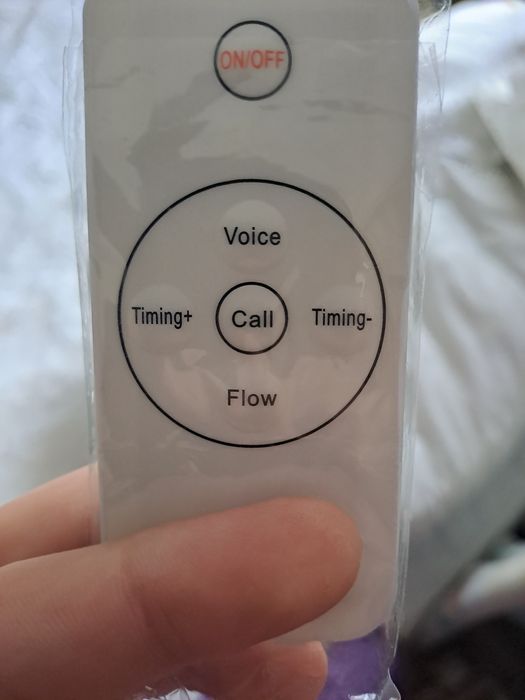 ON/OFF
Voice
Timing+
Call
Timing-
Flow